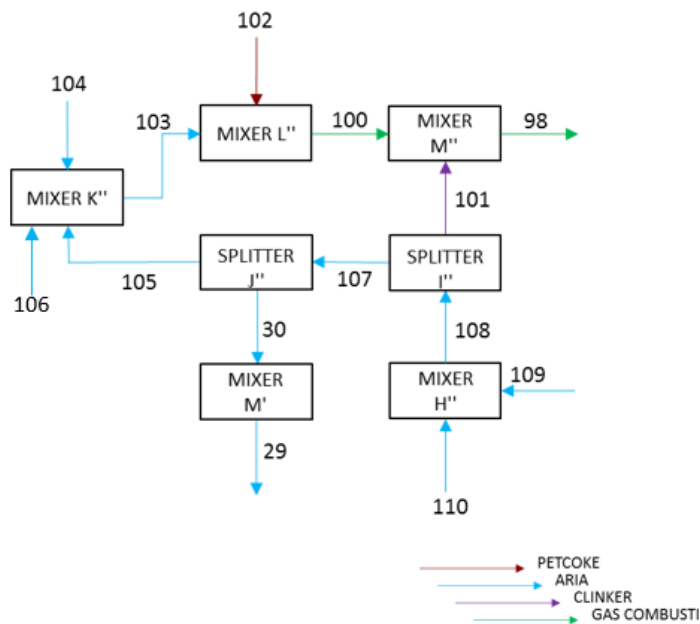 102
104
103
MIXER L''
100
MIXER
M''
98
MIXER K''
101
106
105
SPLITTER
J''
107
SPLITTER
I''
30
108
MIXER
M'
MIXER
H''
109
29
110
PETCOKE
ARIA
CLINKER
GAS COMBUSTI